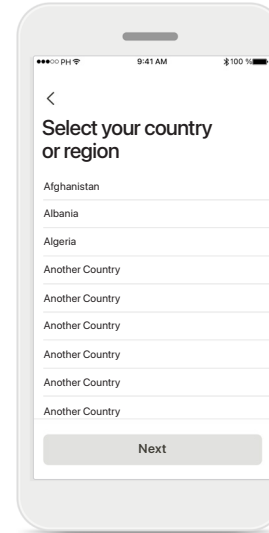 PH 9:41 AM 100 %
Select your country
or region
Afghanistan
Albania
Algeria
Another Country
Another Country
Another Country
Another Country
Another Country
Another Country
Next